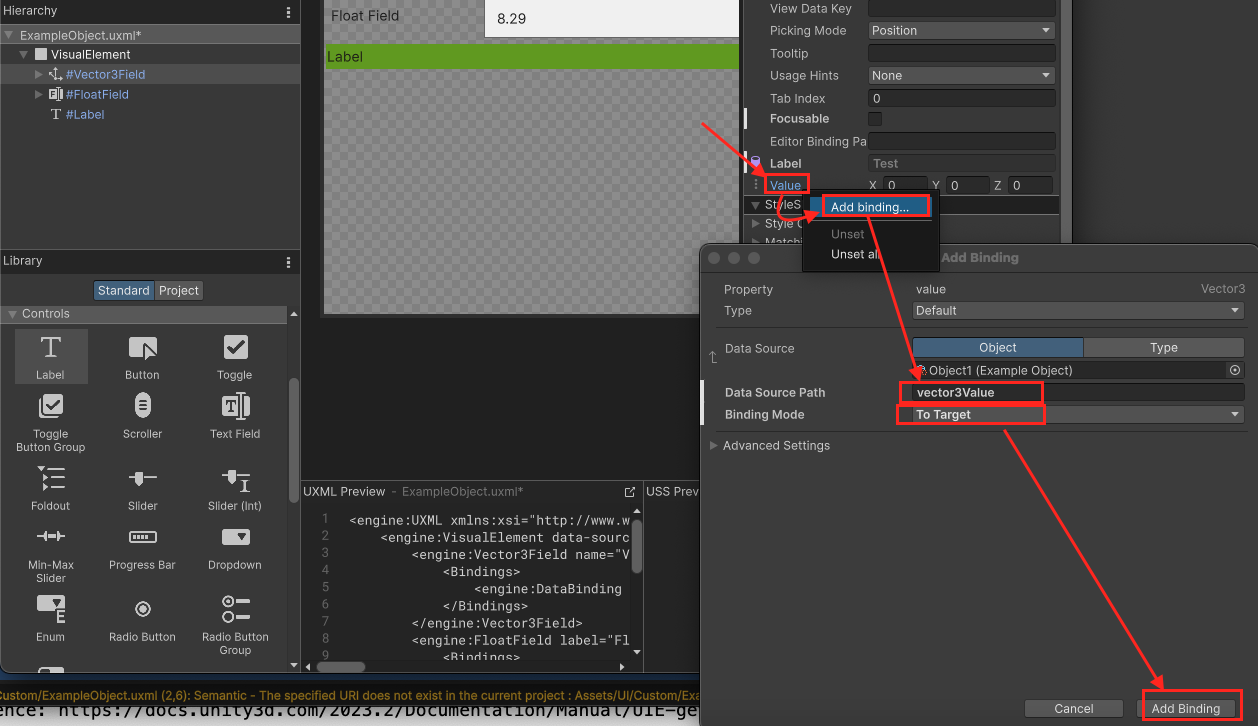 Hierarchy
ExampleObject.uxml*
VisualElement
#Vector3Field
#FloatField
#Label
Library
Standard Project
Controls
Label Button Toggle
Toggle Button Group
Scroller
Text Field
Foldout Slider Slider (Int)
Min-Max Slider
Progress Bar
Dropdown
Enum
Radio Button
Radio Button Group
Float Field 8.29
Label
View Data Key
Picking Mode Position
Tooltip
Usage Hints None
Tab Index 0
Focusable
Editor Binding Pa
Label Test
Value X 0 Y 0 Z 0
StyleS
Style C
Matchi
Add binding...
Unset
Unset all
UXML Preview - ExampleObject.uxml*
USS Prev
1 <engine:UXML xmlns:xsi="http://www.w
2 <engine:VisualElement data-sourc
3 <engine:Vector3Field name="V
4 <Bindings>
5 <engine:DataBinding
6 </Bindings>
7 </engine:Vector3Field>
8 <engine:FloatField label="Fl
9 <Bindings>
Add Binding
Property value Vector3
Type Default
Data Source Object Type
Object1 (Example Object)
Data Source Path vector3Value
Binding Mode To Target
Advanced Settings
Cancel Add Binding
Custom/ExampleObject.uxml (2,6): Semantic - The specified URI does not exist in the current project : Assets/UI/Custom/Exa
ence: https://docs.unity3d.com/2023.2/Documentation/Manual/UIE-ge